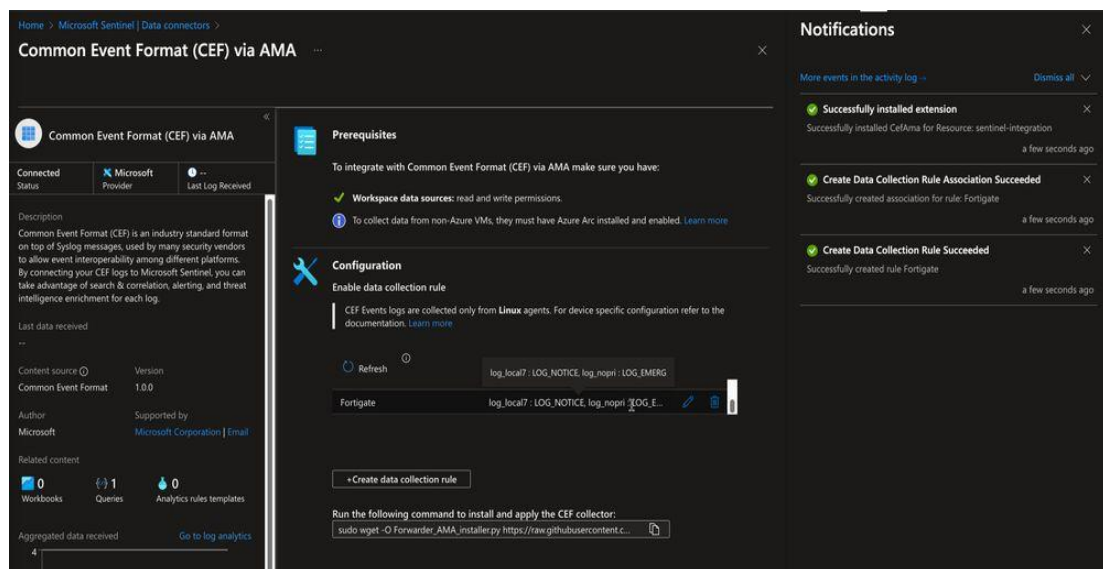 Home > Microsoft Sentinel | Data connectors >
Common Event Format (CEF) via AMA ...
«
Common Event Format (CEF) via AMA
Connected
Status
Microsoft
Provider
--
Last Log Received
Description
Common Event Format (CEF) is an industry standard format
on top of Syslog messages, used by many security vendors
to allow event interoperability among different platforms.
By connecting your CEF logs to Microsoft Sentinel, you can
take advantage of search & correlation, alerting, and threat
intelligence enrichment for each log.
Last data received
--
Content source
Version
Common Event Format
1.0.0
Author
Supported by
Microsoft
Microsoft Corporation | Email
Related content
0
Workbooks
1
Queries
0
Analytics rules templates
Aggregated data received
Go to log analytics
4
Prerequisites
To integrate with Common Event Format (CEF) via AMA make sure you have:
Workspace data sources: read and write permissions.
To collect data from non-Azure VMs, they must have Azure Arc installed and enabled. Learn more
Configuration
Enable data collection rule
CEF Events logs are collected only from Linux agents. For device specific configuration refer to the
documentation. Learn more
Refresh
log_local7 : LOG_NOTICE, log_nopri : LOG_EMERG
Fortigate
log_local7 : LOG_NOTICE, log_nopri : LOG_E...
+Create data collection rule
Run the following command to install and apply the CEF collector:
sudo wget -O Forwarder_AMA_installer.py https://raw.githubusercontent.c...
Notifications
More events in the activity log →
Dismiss all
Successfully installed extension
Successfully installed CefAma for Resource: sentinel-integration
a few seconds ago
Create Data Collection Rule Association Succeeded
Successfully created association for rule: Fortigate
a few seconds ago
Create Data Collection Rule Succeeded
Successfully created rule Fortigate
a few seconds ago